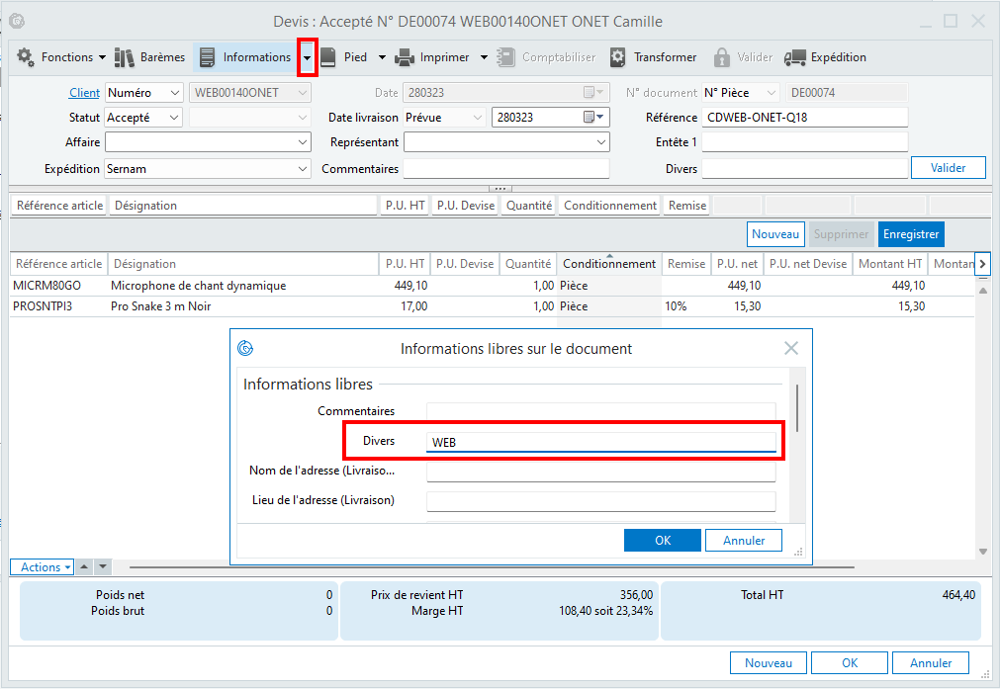 Devis : Accepté N° DE00074 WEB00140ONET ONET Camille
Fonctions Barèmes Informations Pied Imprimer Comptabiliser Transformer Valider Expédition
Client Numéro WEB00140ONET Date 280323 N° document N° Pièce DE00074
Statut Accepté Date livraison Prévue 280323 Référence CDWEB-ONET-Q18
Affaire Représentant Entête 1
Expédition Sernam Commentaires Divers Valider
Référence article Désignation P.U. HT P.U. Devise Quantité Conditionnement Remise
Nouveau Supprimer Enregistrer
Référence article Désignation P.U. HT P.U. Devise Quantité Conditionnement Remise P.U. net P.U. net Devise Montant HT Montan
MICRM80GO Microphone de chant dynamique 449,10 1,00 Pièce 449,10 449,10
PROSNTPI3 Pro Snake 3 m Noir 17,00 1,00 Pièce 10% 15,30 15,30
Informations libres sur le document
Informations libres
Commentaires
Divers WEB
Nom de l'adresse (Livraiso...
Lieu de l'adresse (Livraison)
OK Annuler
Actions
Poids net 0 Prix de revient HT 356,00 Total HT 464,40
Poids brut 0 Marge HT 108,40 soit 23,34%
Nouveau OK Annuler